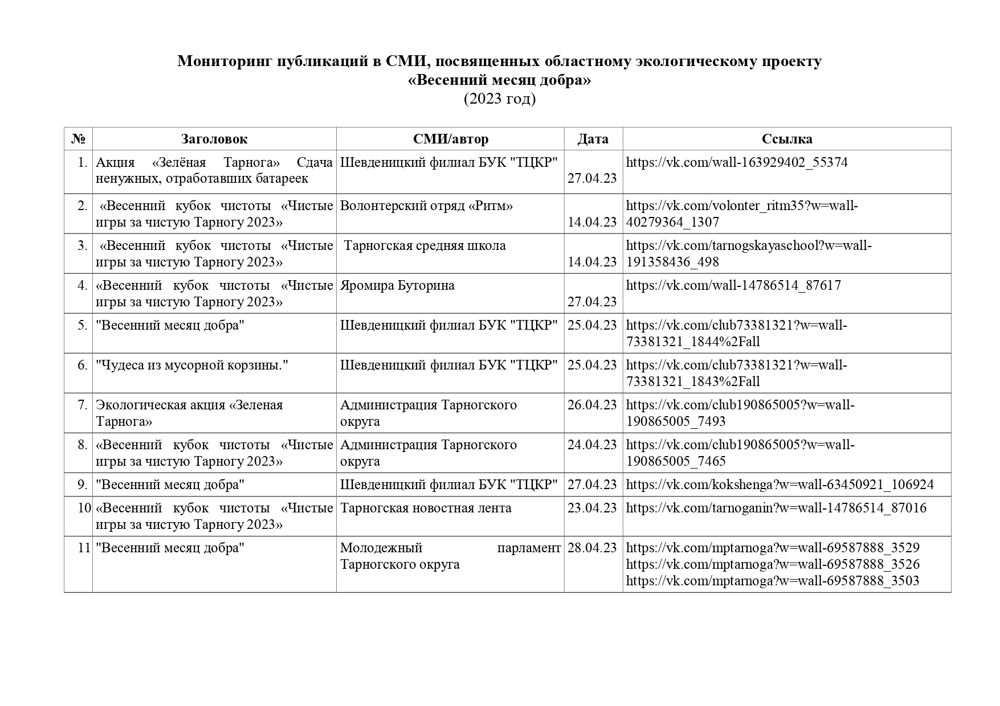 Мониторинг публикаций в СМИ, посвященных областному экологическому проекту
«Весенний месяц добра»
(2023 год)
№ Заголовок СМИ/автор Дата Ссылка
1. Акция «Зелёная Тарнога» Сдача Шевденицкий филиал БУК "ТЦКР" https://vk.com/wall-163929402_55374
ненужных, отработавших батареек 27.04.23
2. «Весенний кубок чистоты «Чистые Волонтерский отряд «Ритм» https://vk.com/volonter_ritm35?w=wall-
игры за чистую Тарногу 2023» 14.04.23 40279364_1307
3. «Весенний кубок чистоты «Чистые Тарногская средняя школа https://vk.com/tarnogskayaschool?w=wall-
игры за чистую Тарногу 2023» 14.04.23 191358436_498
4. «Весенний кубок чистоты «Чистые Яромира Буторина https://vk.com/wall-14786514_87617
игры за чистую Тарногу 2023» 27.04.23
5. "Весенний месяц добра" Шевденицкий филиал БУК "ТЦКР" 25.04.23 https://vk.com/club73381321?w=wall-
73381321_1844%2Fall
6. "Чудеса из мусорной корзины." Шевденицкий филиал БУК "ТЦКР" 25.04.23 https://vk.com/club73381321?w=wall-
73381321_1843%2Fall
7. Экологическая акция «Зеленая Администрация Тарногского 26.04.23 https://vk.com/club190865005?w=wall-
Тарнога» округа 190865005_7493
8. «Весенний кубок чистоты «Чистые Администрация Тарногского 24.04.23 https://vk.com/club190865005?w=wall-
игры за чистую Тарногу 2023» округа 190865005_7465
9. "Весенний месяц добра" Шевденицкий филиал БУК "ТЦКР" 27.04.23 https://vk.com/kokshenga?w=wall-63450921_106924
10 «Весенний кубок чистоты «Чистые Тарногская новостная лента 23.04.23 https://vk.com/tarnoganin?w=wall-14786514_87016
игры за чистую Тарногу 2023»
11 "Весенний месяц добра" Молодежный парламент 28.04.23 https://vk.com/mptarnoga?w=wall-69587888_3529
Тарногского округа https://vk.com/mptarnoga?w=wall-69587888_3526
https://vk.com/mptarnoga?w=wall-69587888_3503